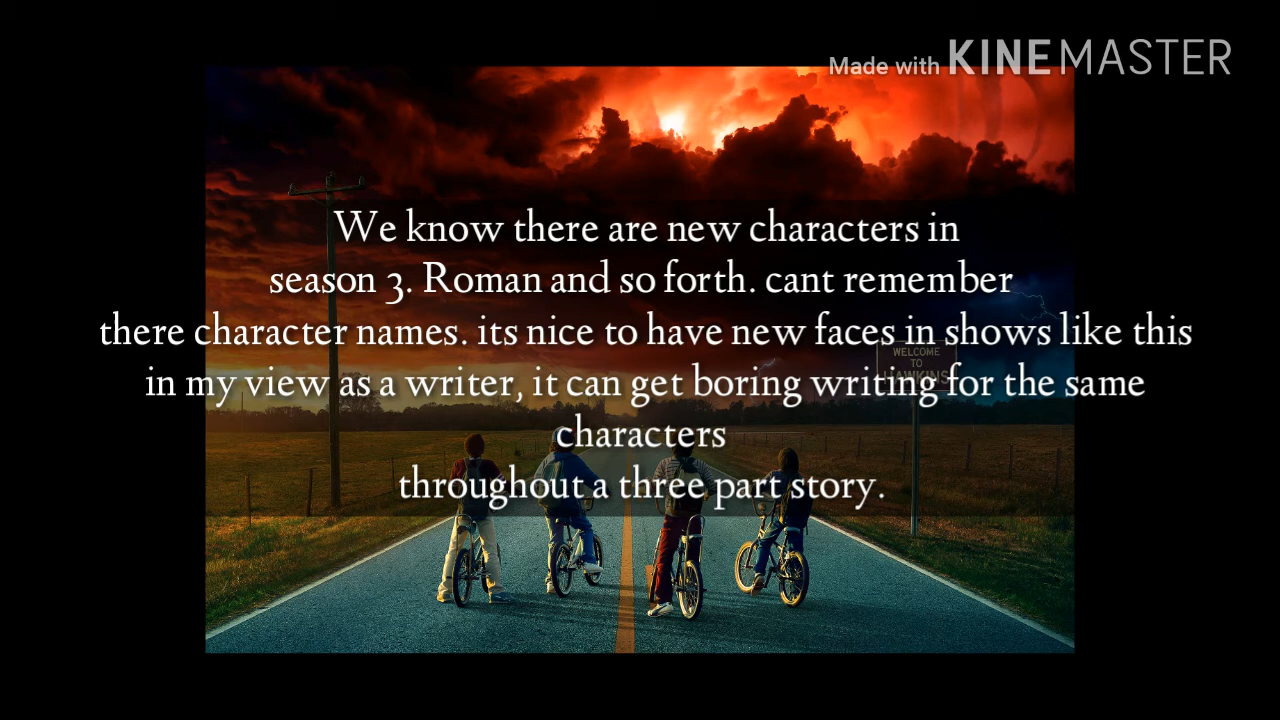 Made with KINEMASTER
We know there are new characters in
season 3. Roman and so forth. cant remember
there character names. its nice to have new faces in shows like this
in my view as a writer, it can get boring writing for the same
characters
throughout a three part story.
WELCOME
TO
HAWKINS